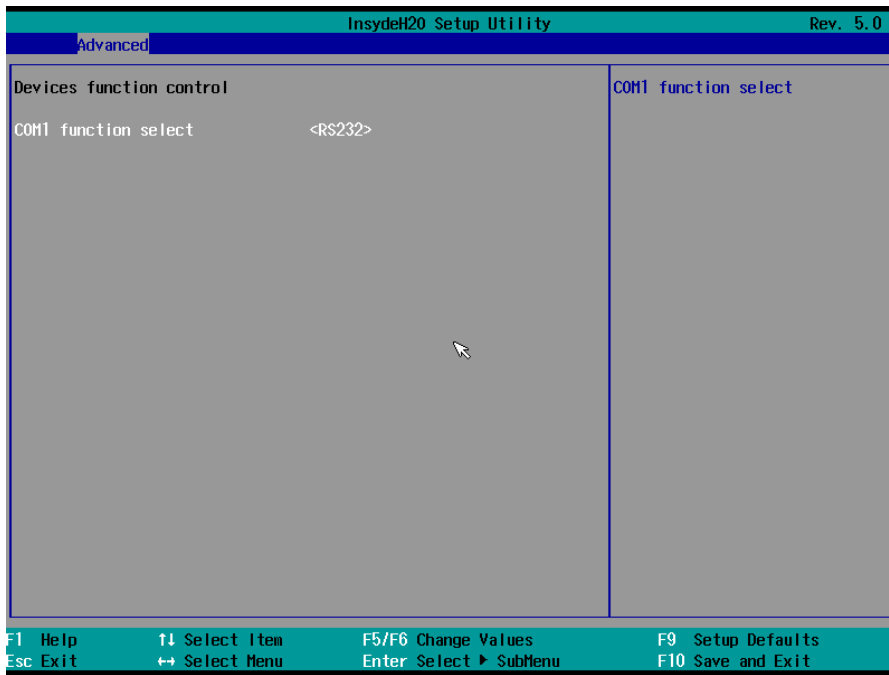 InsydeH20 Setup Utility Rev. 5.0
Advanced
Devices function control
COM1 function select <RS232>
COM1 function select
F1 Help ↑↓ Select Item F5/F6 Change Values F9 Setup Defaults
Esc Exit ↔ Select Menu Enter Select ▶ SubMenu F10 Save and Exit